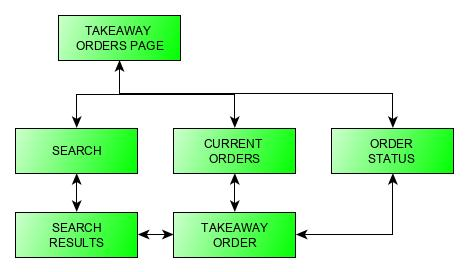 TAKEAWAY
ORDERS PAGE
SEARCH
CURRENT
ORDERS
ORDER
STATUS
SEARCH
RESULTS
TAKEAWAY
ORDER